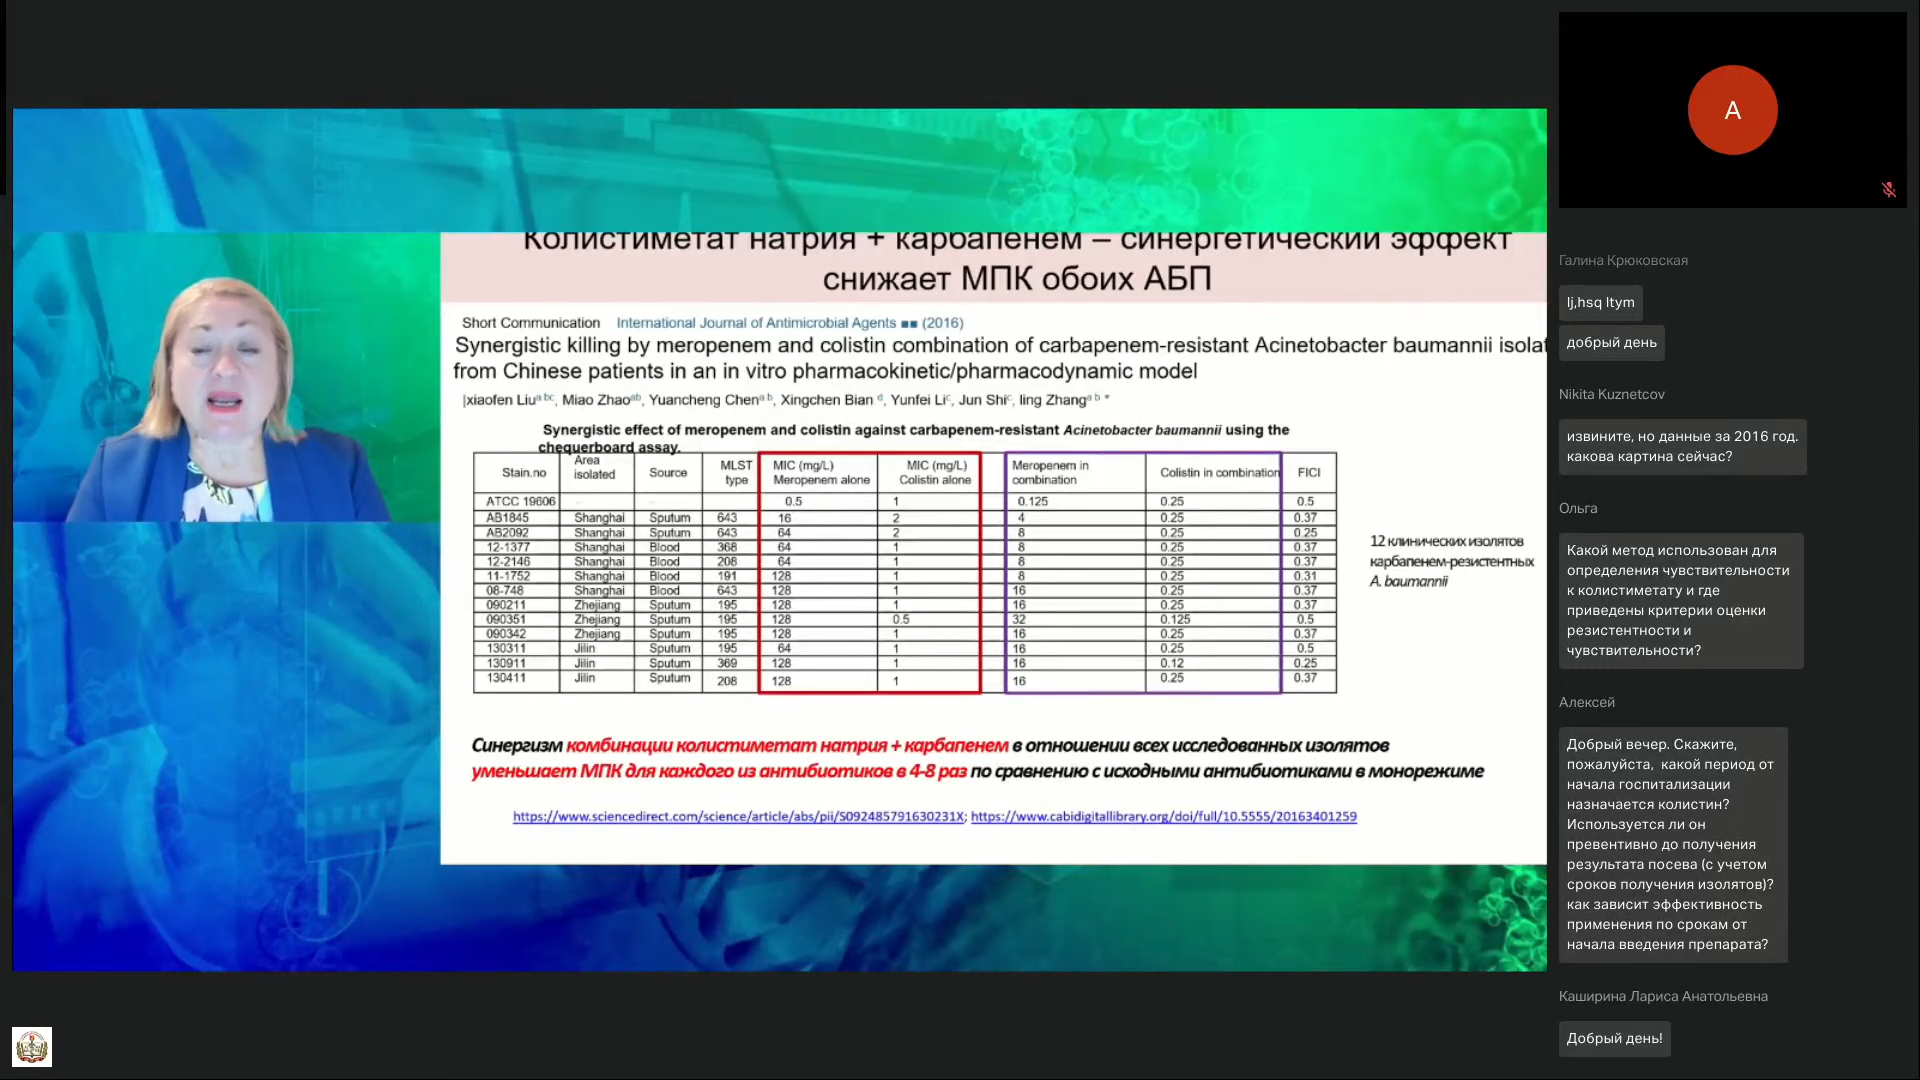 Колистиметат натрия + карбапенем – синергетический эффект
снижает МПК обоих АБП
Short Communication International Journal of Antimicrobial Agents ■■ (2016)
Synergistic killing by meropenem and colistin combination of carbapenem-resistant Acinetobacter baumannii isolat
from Chinese patients in an in vitro pharmacokinetic/pharmacodynamic model
|xiaofen Liu a bc, Miao Zhao ab, Yuancheng Chen a b, Xingchen Bian d, Yunfei Li c, Jun Shi c, ling Zhang a b *
Synergistic effect of meropenem and colistin against carbapenem-resistant Acinetobacter baumannii using the
chequerboard assay.
Stain.no Area isolated Source MLST type MIC (mg/L) Meropenem alone MIC (mg/L) Colistin alone Meropenem in combination Colistin in combination FICI
ATCC 19606 – – 0.5 1 0.125 0.25 0.5
AB1845 Shanghai Sputum 643 16 2 4 0.25 0.37
AB2092 Shanghai Sputum 643 64 2 8 0.25 0.25
12-1377 Shanghai Blood 368 64 1 8 0.25 0.37
12-2146 Shanghai Blood 208 64 1 8 0.25 0.37
11-1752 Shanghai Blood 191 128 1 8 0.25 0.31
08-748 Shanghai Blood 643 128 1 16 0.25 0.37
090211 Zhejiang Sputum 195 128 1 16 0.25 0.37
090351 Zhejiang Sputum 195 128 0.5 32 0.125 0.5
090342 Zhejiang Sputum 195 128 1 16 0.25 0.37
130311 Jilin Sputum 195 64 1 16 0.25 0.5
130911 Jilin Sputum 369 128 1 16 0.12 0.25
130411 Jilin Sputum 208 128 1 16 0.25 0.37
12 клинических изолятов
карбапенем-резистентных
A. baumannii
Синергизм комбинации колистиметат натрия + карбапенем в отношении всех исследованных изолятов
уменьшает МПК для каждого из антибиотиков в 4-8 раз по сравнению с исходными антибиотиками в монорежиме
https://www.sciencedirect.com/science/article/abs/pii/S092485791630231X; https://www.cabidigitallibrary.org/doi/full/10.5555/20163401259
А
Галина Крюковская
lj,hsq ltym
добрый день
Nikita Kuznetcov
извините, но данные за 2016 год.
какова картина сейчас?
Ольга
Какой метод использован для
определения чувствительности
к колистиметату и где
приведены критерии оценки
резистентности и
чувствительности?
Алексей
Добрый вечер. Скажите,
пожалуйста, какой период от
начала госпитализации
назначается колистин?
Используется ли он
превентивно до получения
результата посева (с учетом
сроков получения изолятов)?
как зависит эффективность
применения по срокам от
начала введения препарата?
Каширина Лариса Анатольевна
Добрый день!